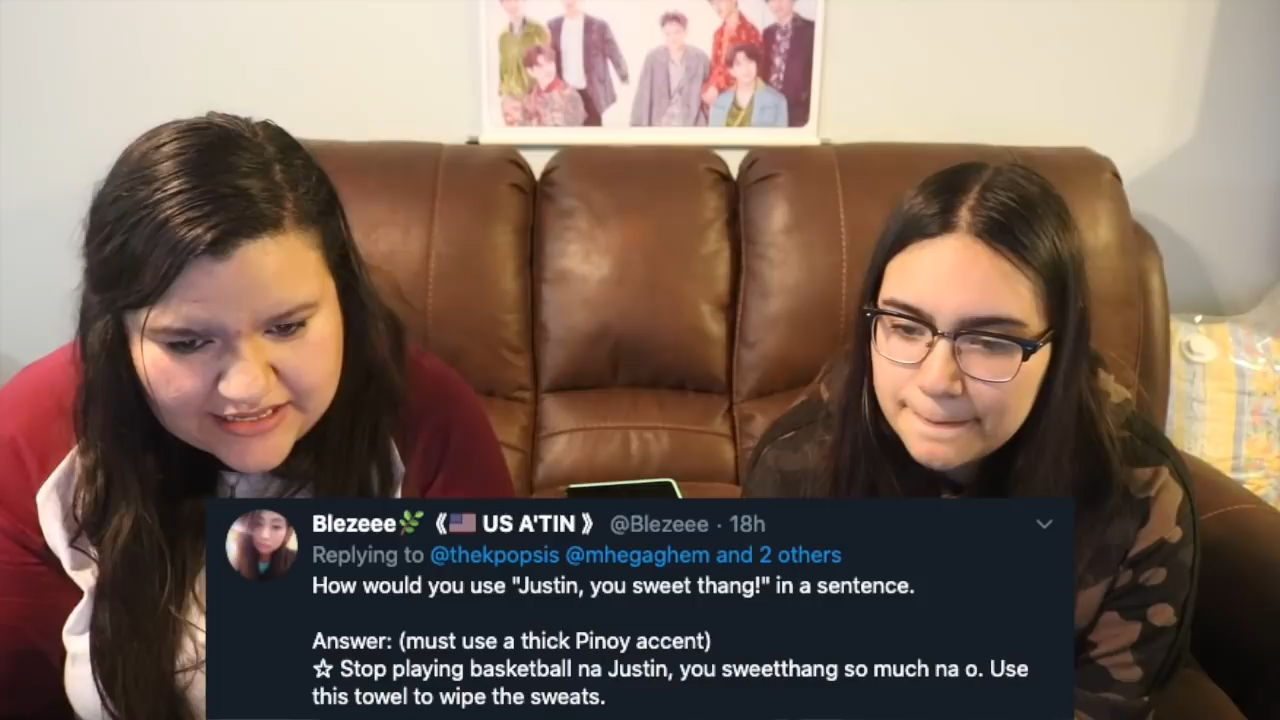 Blezeee🌿 《🇺🇸 US A'TIN 》 @Blezeee · 18h
Replying to @thekpopsis @mhegaghem and 2 others
How would you use "Justin, you sweet thang!" in a sentence.
Answer: (must use a thick Pinoy accent)
☆ Stop playing basketball na Justin, you sweetthang so much na o. Use
this towel to wipe the sweats.